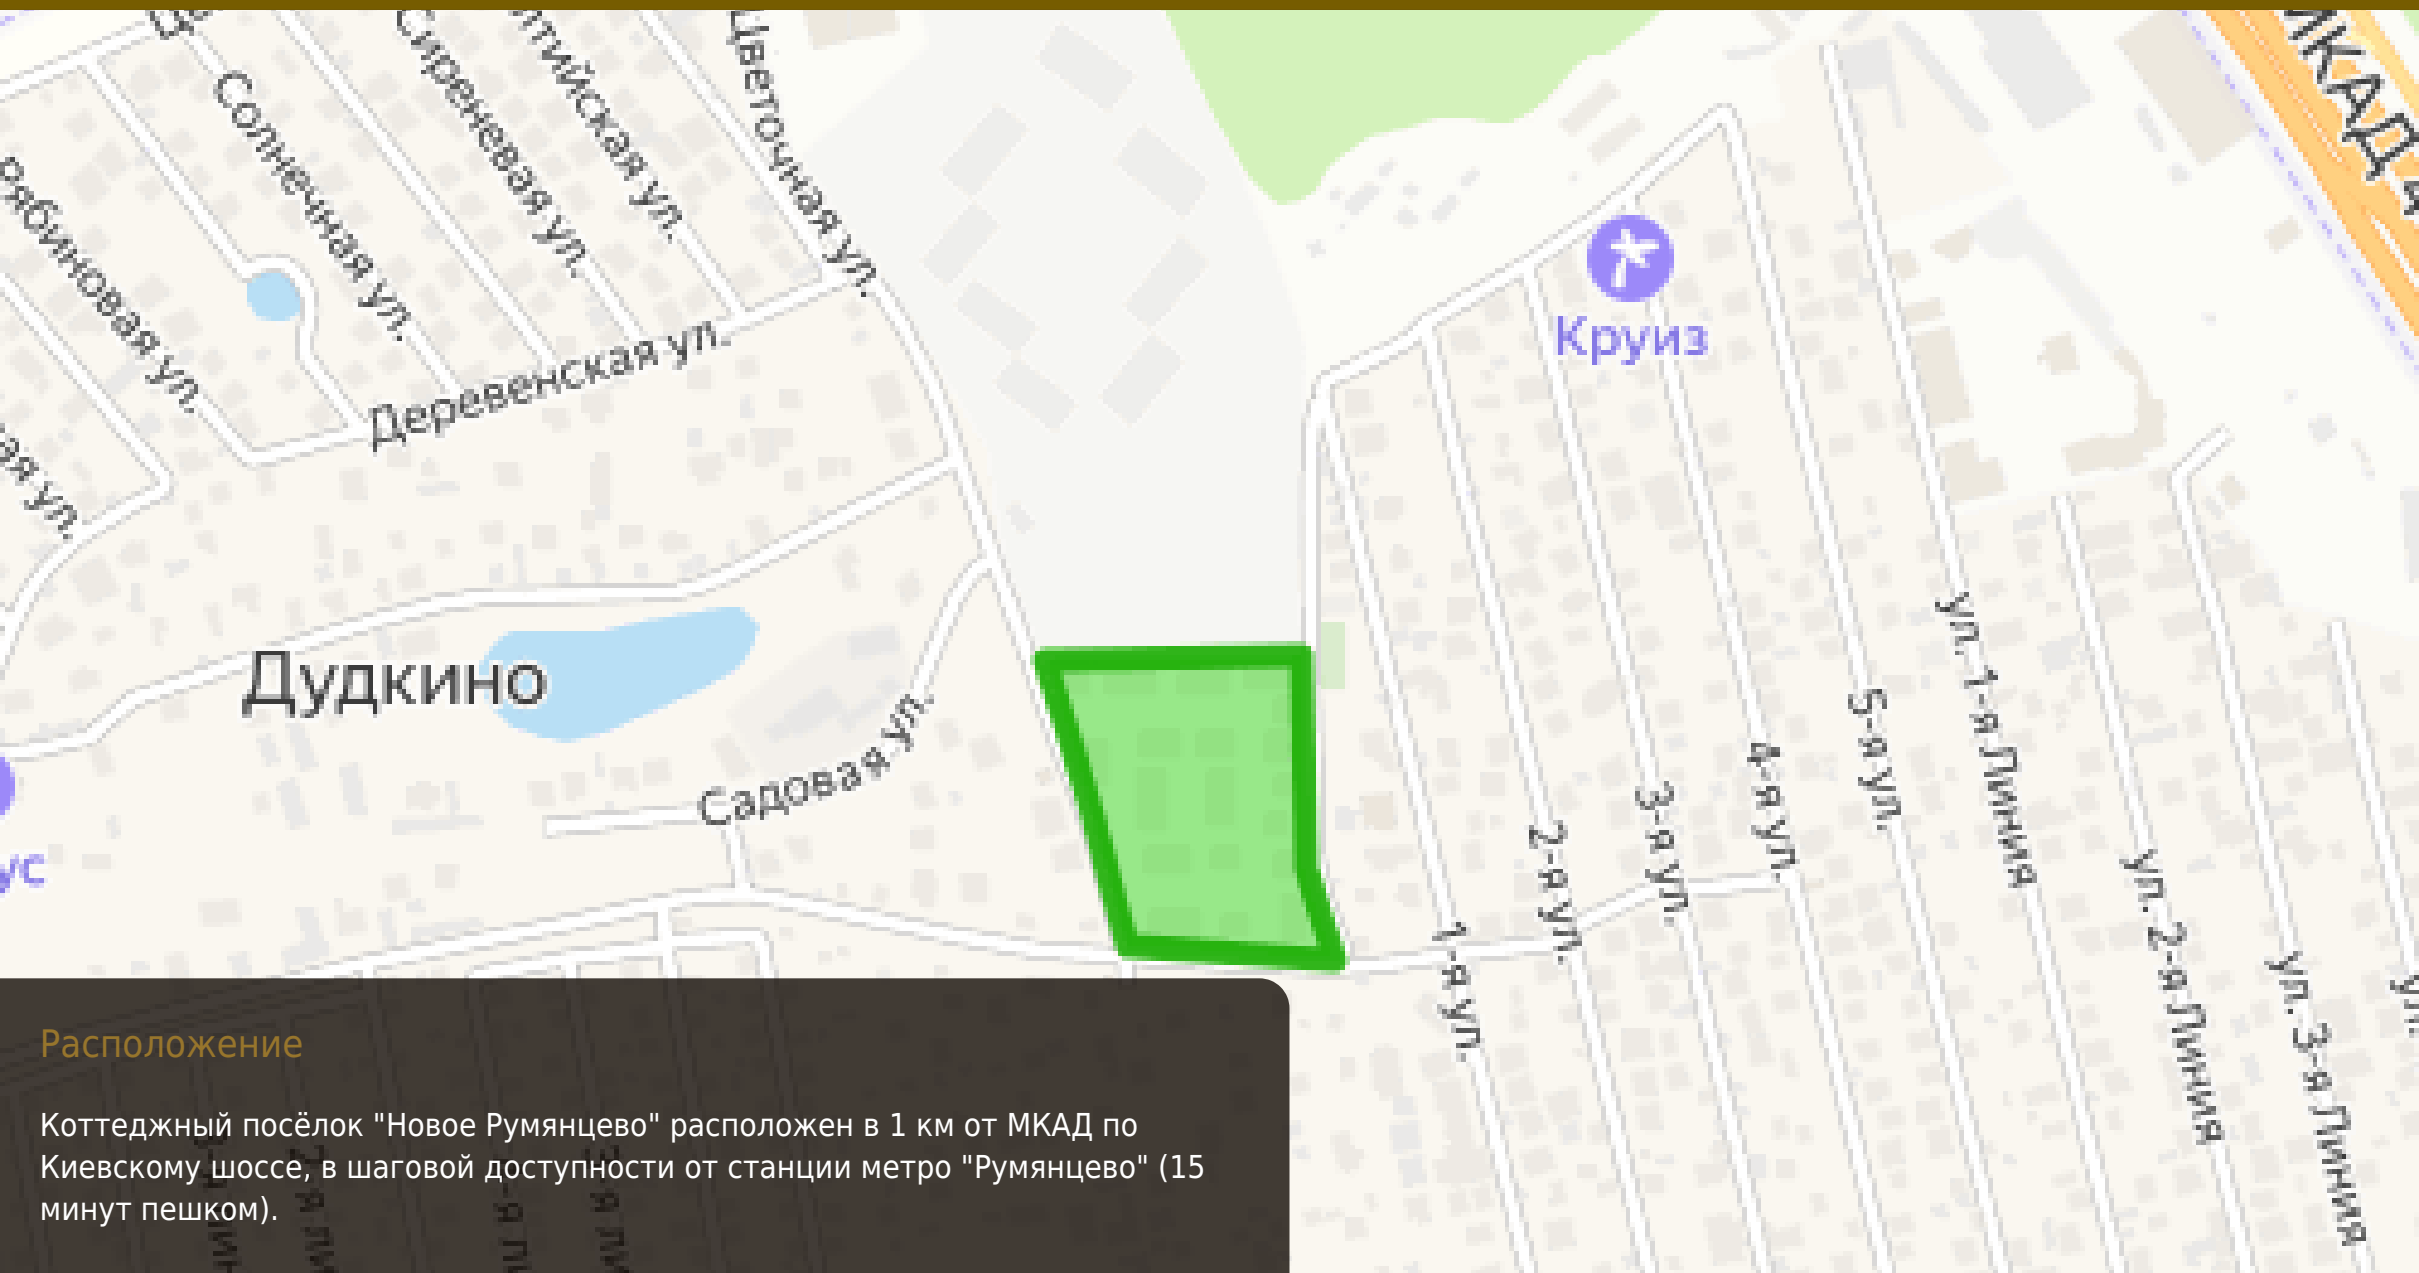 Солнечная ул.
Сиреневая ул.
ул.
Цветочная ул.
МКАД
Рябиновая ул.
Деревенская ул.
ул.
Круиз
Дудкино
Садовая ул.
1-я ул.
2-я ул.
3-я ул.
4-я ул.
5-я ул.
ул. 1-я Линия
ул. 2-я Линия
ул. 3-я Линия
Расположение
Коттеджный посёлок "Новое Румянцево" расположен в 1 км от МКАД по
Киевскому шоссе, в шаговой доступности от станции метро "Румянцево" (15
минут пешком).